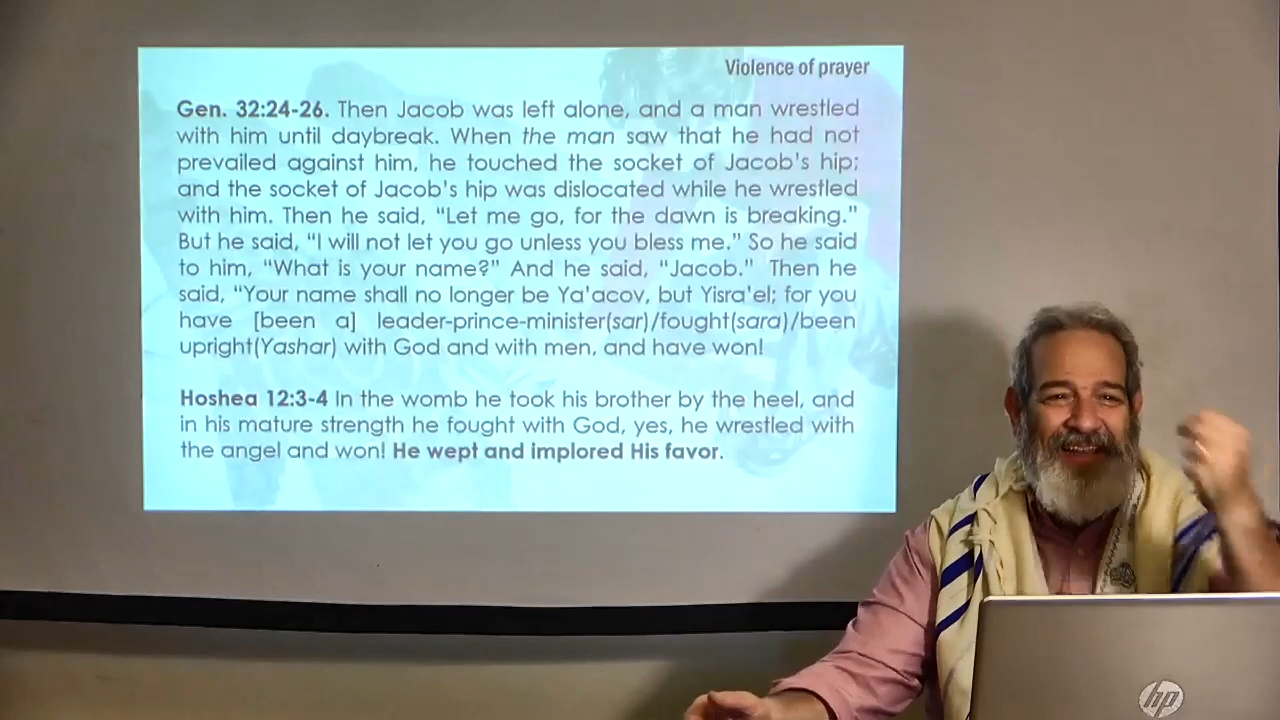 Violence of prayer
Gen. 32:24-26. Then Jacob was left alone, and a man wrestled
with him until daybreak. When the man saw that he had not
prevailed against him, he touched the socket of Jacob's hip;
and the socket of Jacob's hip was dislocated while he wrestled
with him. Then he said, "Let me go, for the dawn is breaking."
But he said, "I will not let you go unless you bless me." So he said
to him, "What is your name?" And he said, "Jacob." Then he
said, "Your name shall no longer be Ya'acov, but Yisra'el; for you
have [been a] leader-prince-minister(sar)/fought(sara)/been
upright(Yashar) with God and with men, and have won!
Hoshea 12:3-4 In the womb he took his brother by the heel, and
in his mature strength he fought with God, yes, he wrestled with
the angel and won! He wept and implored His favor.
hp